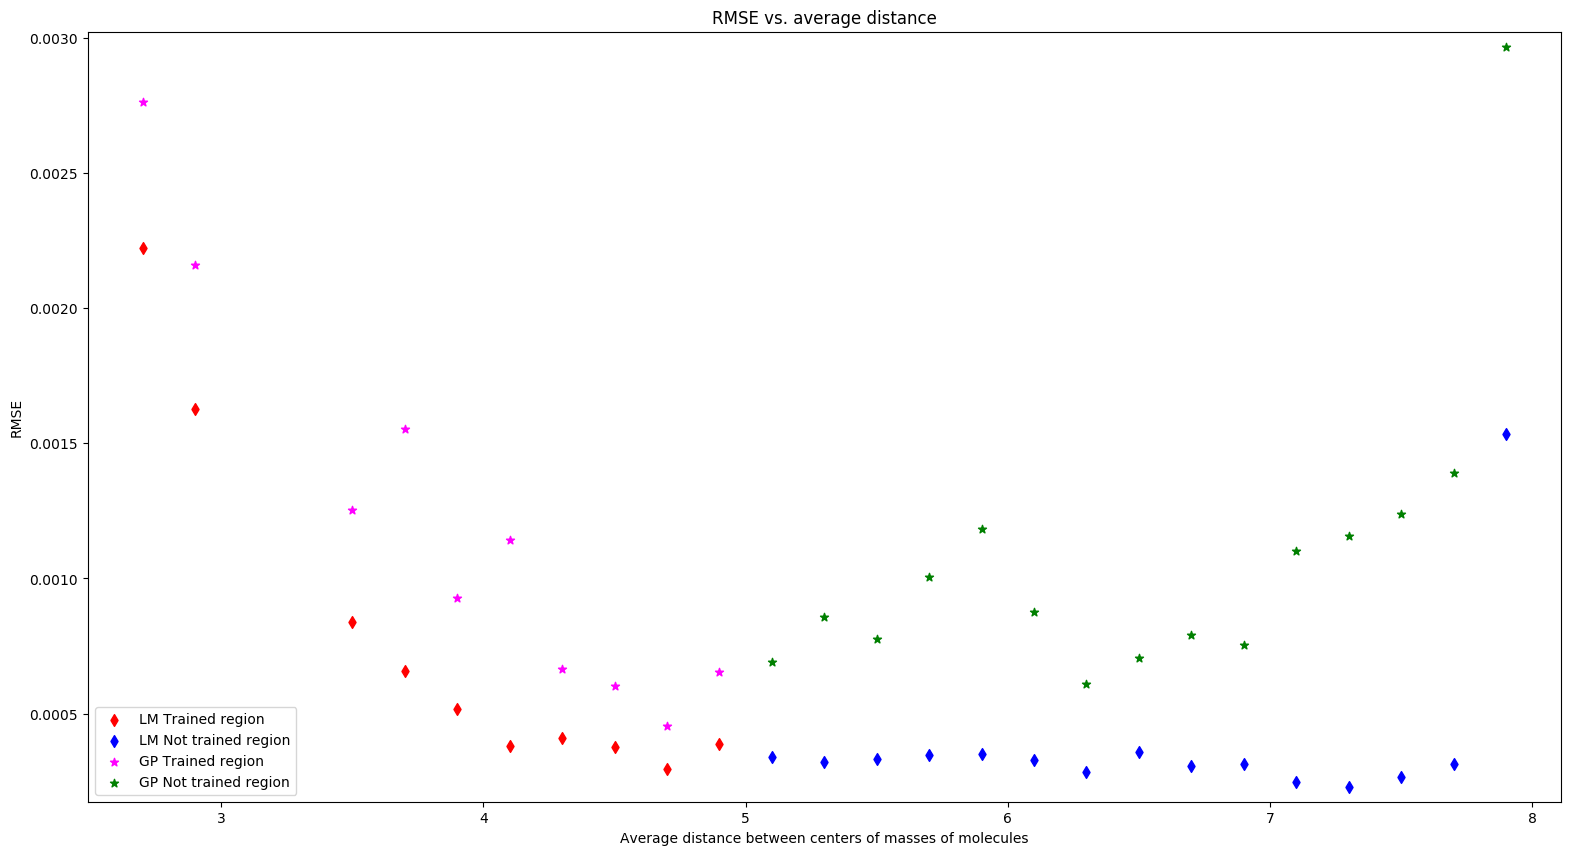 RMSE vs. average distance
0.0030
0.0025
0.0020
0.0015
0.0010
0.0005
RMSE
LM Trained region
LM Not trained region
GP Trained region
GP Not trained region
3 4 5 6 7 8
Average distance between centers of masses of molecules